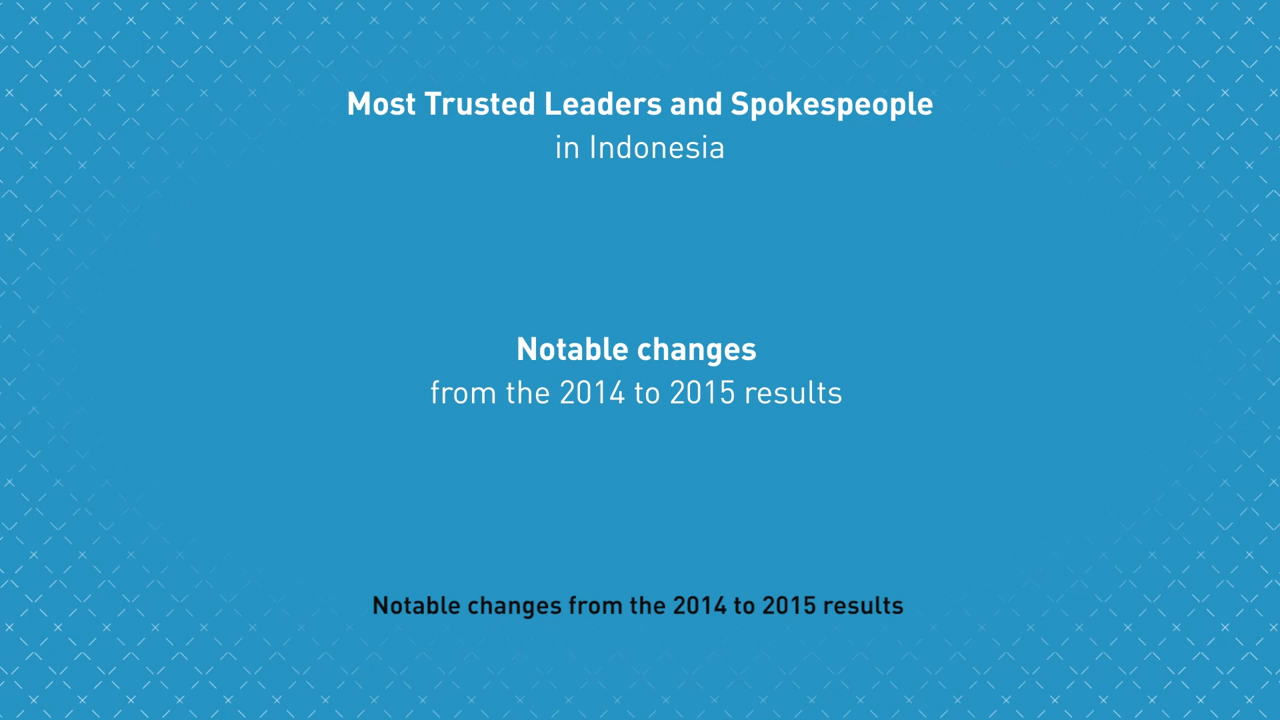 Most Trusted Leaders and Spokespeople
in Indonesia
Notable changes
from the 2014 to 2015 results
Notable changes from the 2014 to 2015 results